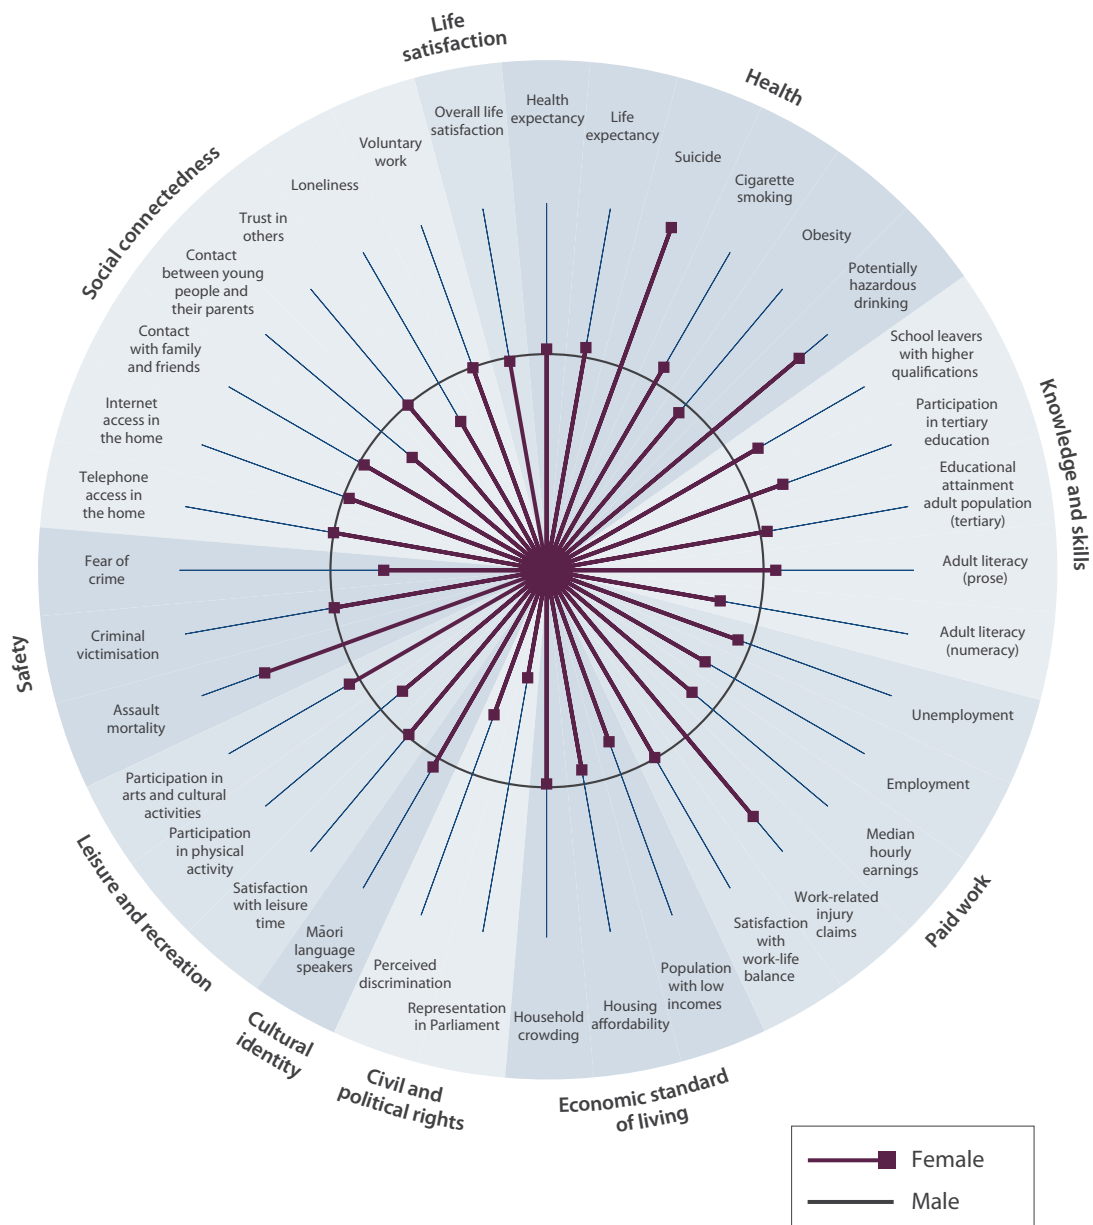 Life
satisfaction
Health
Knowledge and skills
Paid work
Economic standard
of living
Civil and
political rights
Cultural
identity
Leisure and recreation
Safety
Social connectedness
Overall life
satisfaction
Health
expectancy
Life
expectancy
Suicide
Cigarette
smoking
Obesity
Potentially
hazardous
drinking
School leavers
with higher
qualifications
Participation
in tertiary
education
Educational
attainment
adult population
(tertiary)
Adult literacy
(prose)
Adult literacy
(numeracy)
Unemployment
Employment
Median
hourly
earnings
Work-related
injury
claims
Satisfaction
with
work-life
balance
Population
with low
incomes
Housing
affordability
Household
crowding
Representation
in Parliament
Perceived
discrimination
Māori
language
speakers
Satisfaction
with leisure
time
Participation
in physical
activity
Participation in
arts and cultural
activities
Assault
mortality
Criminal
victimisation
Fear of
crime
Telephone
access in
the home
Internet
access in
the home
Contact
with family
and friends
Contact
between young
people and
their parents
Trust in
others
Loneliness
Voluntary
work
Female
Male